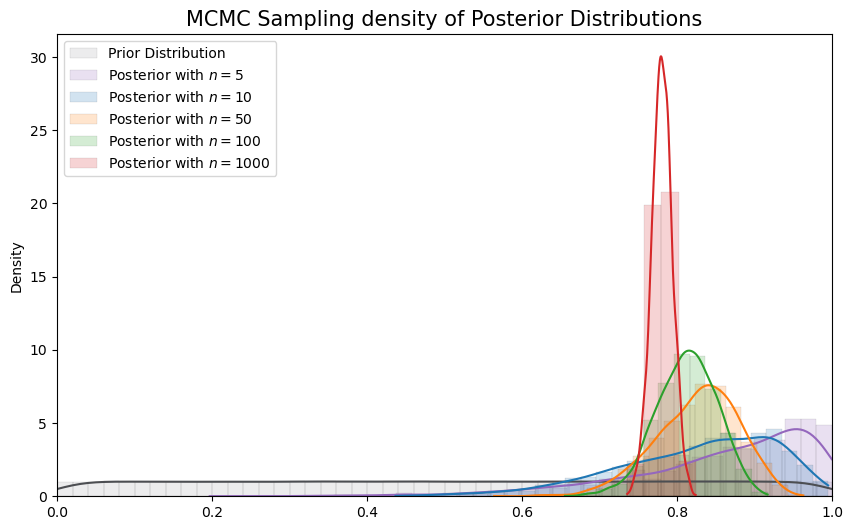 MCMC Sampling density of Posterior Distributions
Prior Distribution
Posterior with n = 5
Posterior with n = 10
Posterior with n = 50
Posterior with n = 100
Posterior with n = 1000
Density
30
25
20
15
10
5
0
0.0 0.2 0.4 0.6 0.8 1.0